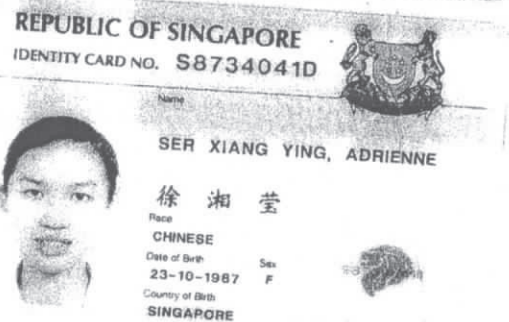 REPUBLIC OF SINGAPORE
IDENTITY CARD NO. S8734041D
Name
SER XIANG YING, ADRIENNE
徐 湘 莹
Race
CHINESE
Date of Birth Sex
23-10-1987 F
Country of Birth
SINGAPORE